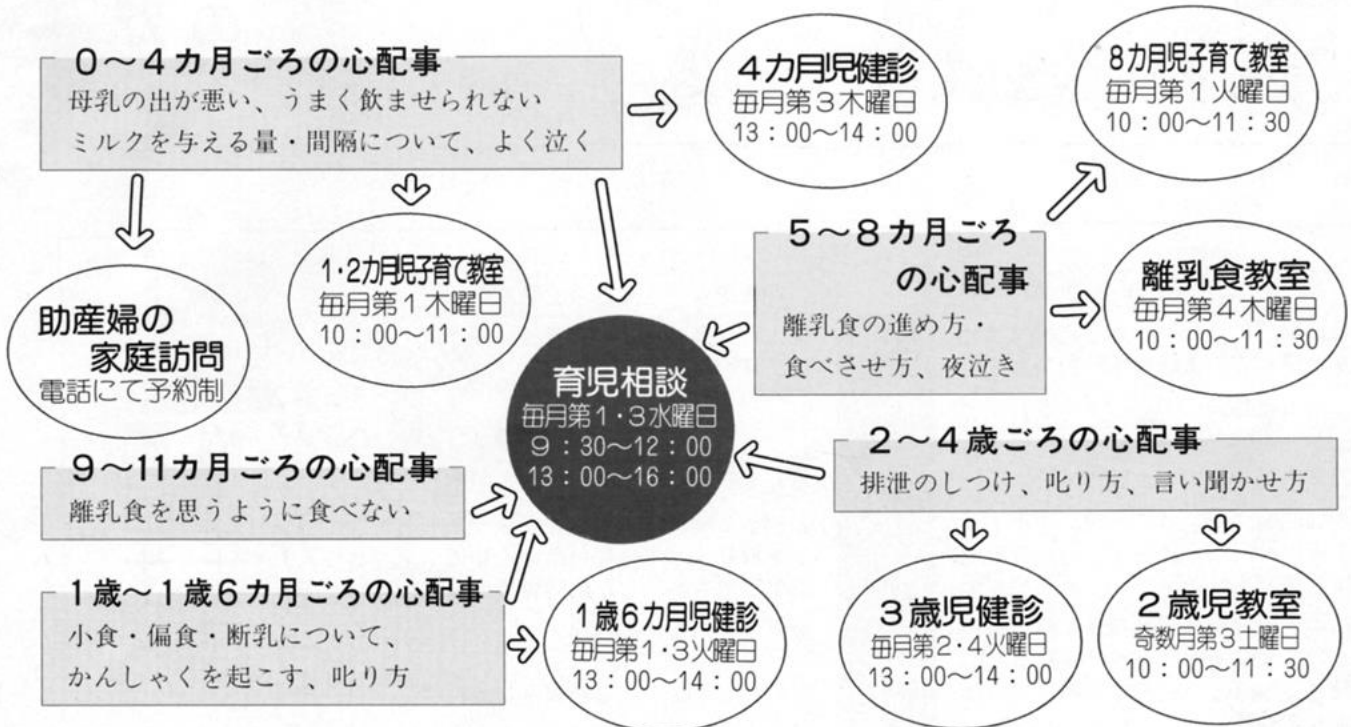 0～4カ月ごろの心配事
母乳の出が悪い、うまく飲ませられない
ミルクを与える量・間隔について、よく泣く
4カ月児健診
毎月第3木曜日
13：00～14：00
8カ月児子育て教室
毎月第1火曜日
10：00～11：30
助産婦の
家庭訪問
電話にて予約制
1・2カ月児子育て教室
毎月第1木曜日
10：00～11：00
5～8カ月ごろ
の心配事
離乳食の進め方・
食べさせ方、夜泣き
離乳食教室
毎月第4木曜日
10：00～11：30
育児相談
毎月第1・3水曜日
9：30～12：00
13：00～16：00
9～11カ月ごろの心配事
離乳食を思うように食べない
2～4歳ごろの心配事
排泄のしつけ、叱り方、言い聞かせ方
1歳～1歳6カ月ごろの心配事
小食・偏食・断乳について、
かんしゃくを起こす、叱り方
1歳6カ月児健診
毎月第1・3火曜日
13：00～14：00
3歳児健診
毎月第2・4火曜日
13：00～14：00
2歳児教室
奇数月第3土曜日
10：00～11：30